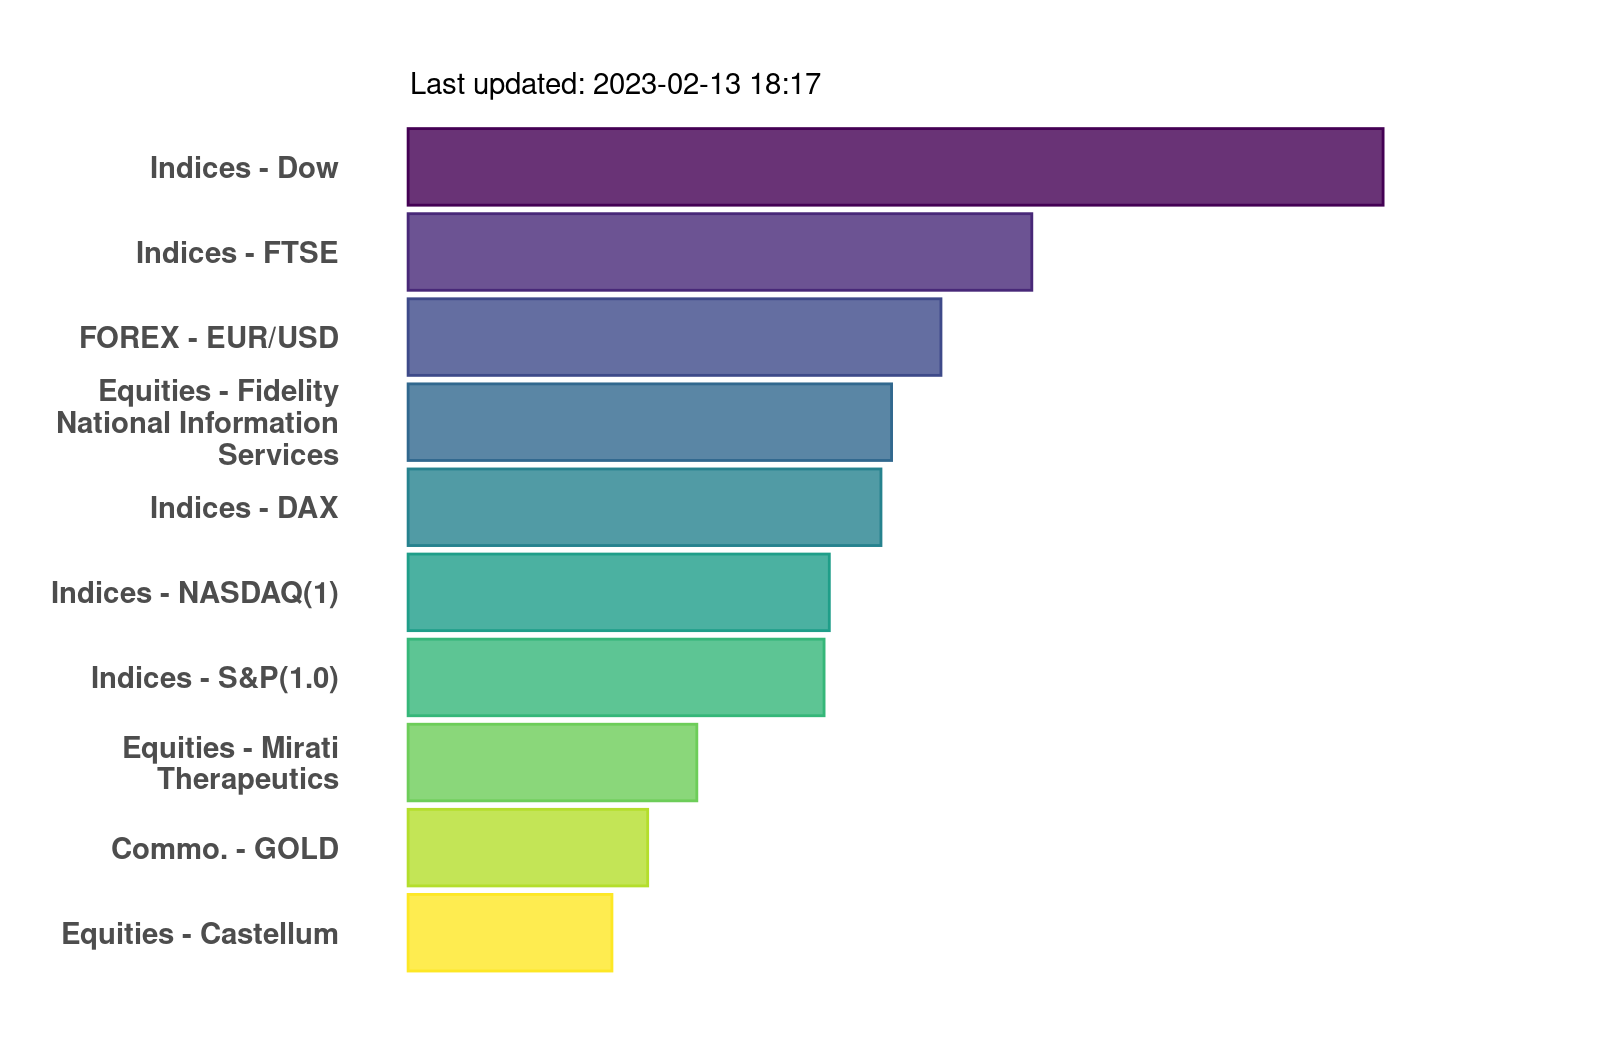 Last updated: 2023-02-13 18:17
Indices - Dow
Indices - FTSE
FOREX - EUR/USD
Equities - Fidelity
National Information
Services
Indices - DAX
Indices - NASDAQ(1)
Indices - S&P(1.0)
Equities - Mirati
Therapeutics
Commo. - GOLD
Equities - Castellum